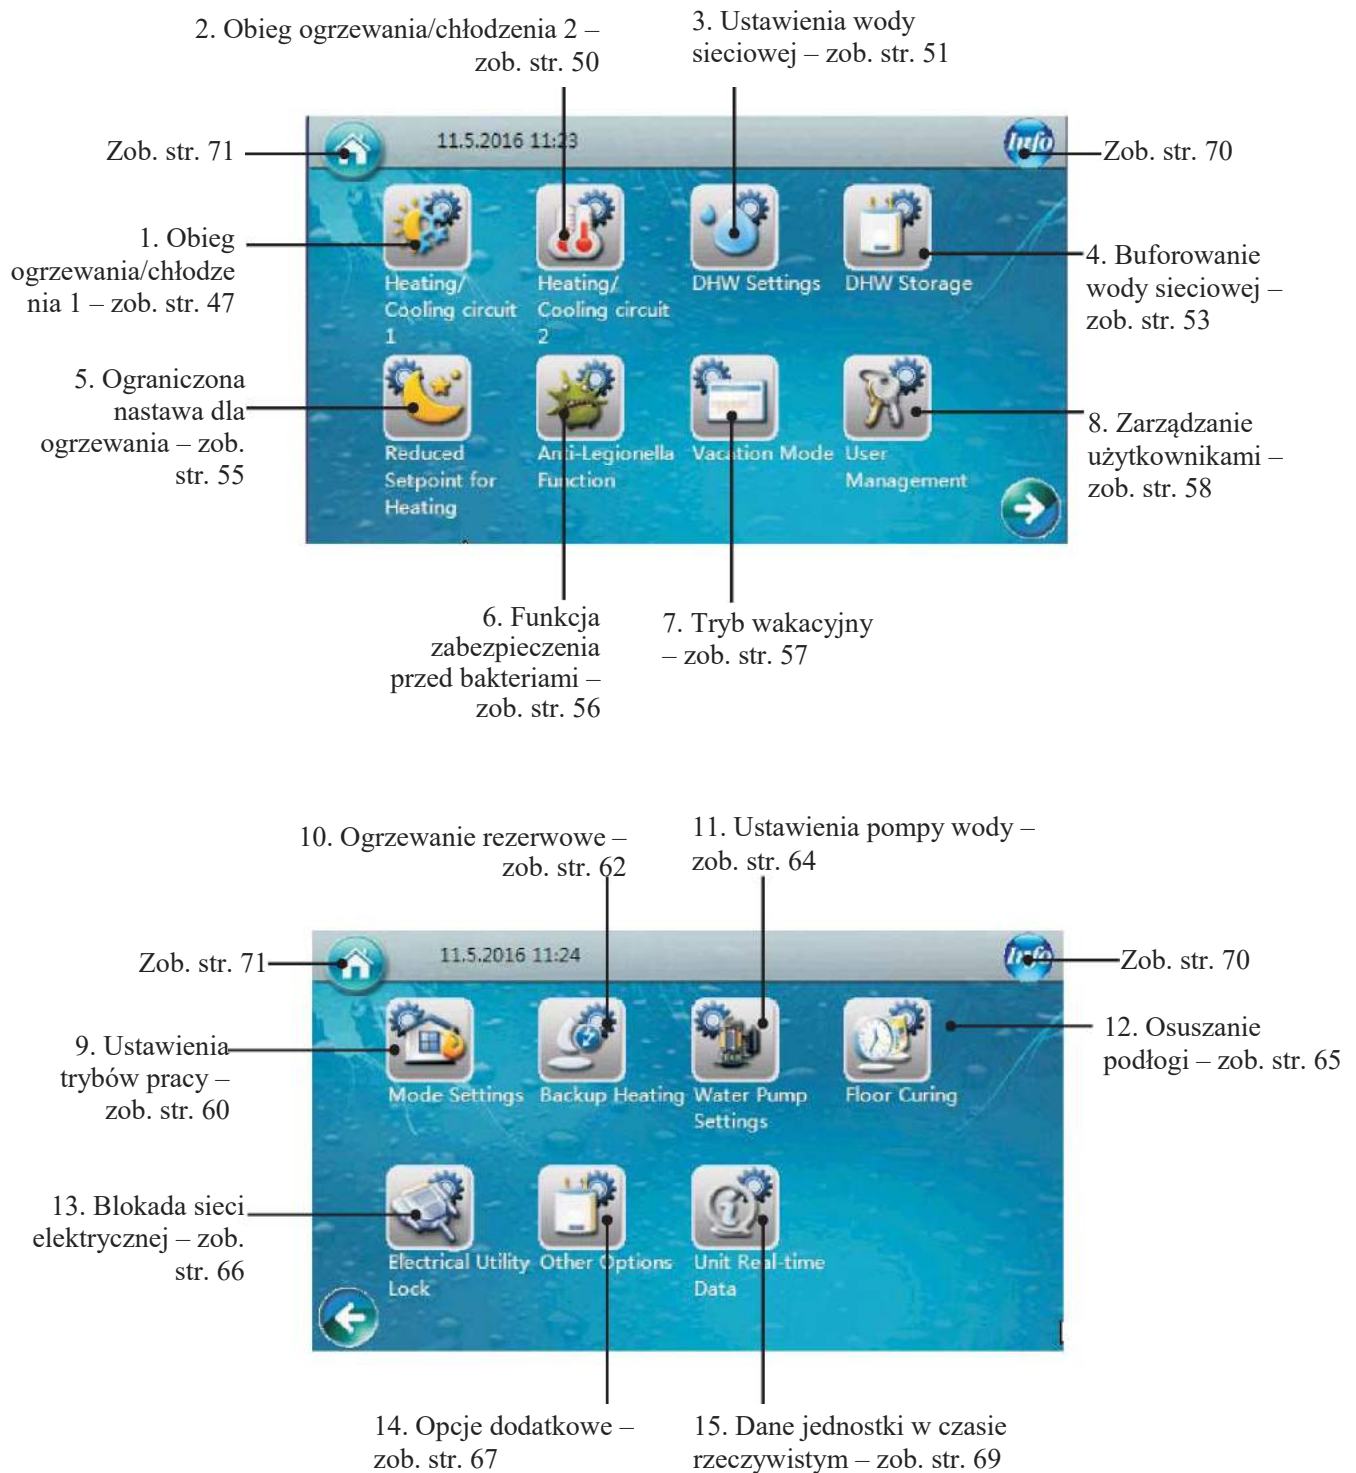 2. Obieg ogrzewania/chłodzenia 2 –
zob. str. 50
3. Ustawienia wody
sieciowej – zob. str. 51
Zob. str. 71
11.5.2016 11:23
Info
Zob. str. 70
1. Obieg
ogrzewania/chłodze
nia 1 – zob. str. 47
Heating/
Cooling circuit
1
Heating/
Cooling circuit
2
DHW Settings
DHW Storage
4. Buforowanie
wody sieciowej –
zob. str. 53
5. Ograniczona
nastawa dla
ogrzewania – zob.
str. 55
Reduced
Setpoint for
Heating
Anti-Legionella
Function
Vacation Mode
User
Management
8. Zarządzanie
użytkownikami –
zob. str. 58
6. Funkcja
zabezpieczenia
przed bakteriami –
zob. str. 56
7. Tryb wakacyjny
– zob. str. 57
10. Ogrzewanie rezerwowe –
zob. str. 62
11. Ustawienia pompy wody –
zob. str. 64
Zob. str. 71
11.5.2016 11:24
Info
Zob. str. 70
9. Ustawienia
trybów pracy –
zob. str. 60
Mode Settings
Backup Heating
Water Pump
Settings
Floor Curing
12. Osuszanie
podłogi – zob. str. 65
13. Blokada sieci
elektrycznej – zob.
str. 66
Electrical Utility
Lock
Other Options
Unit Real-time
Data
14. Opcje dodatkowe –
zob. str. 67
15. Dane jednostki w czasie
rzeczywistym – zob. str. 69